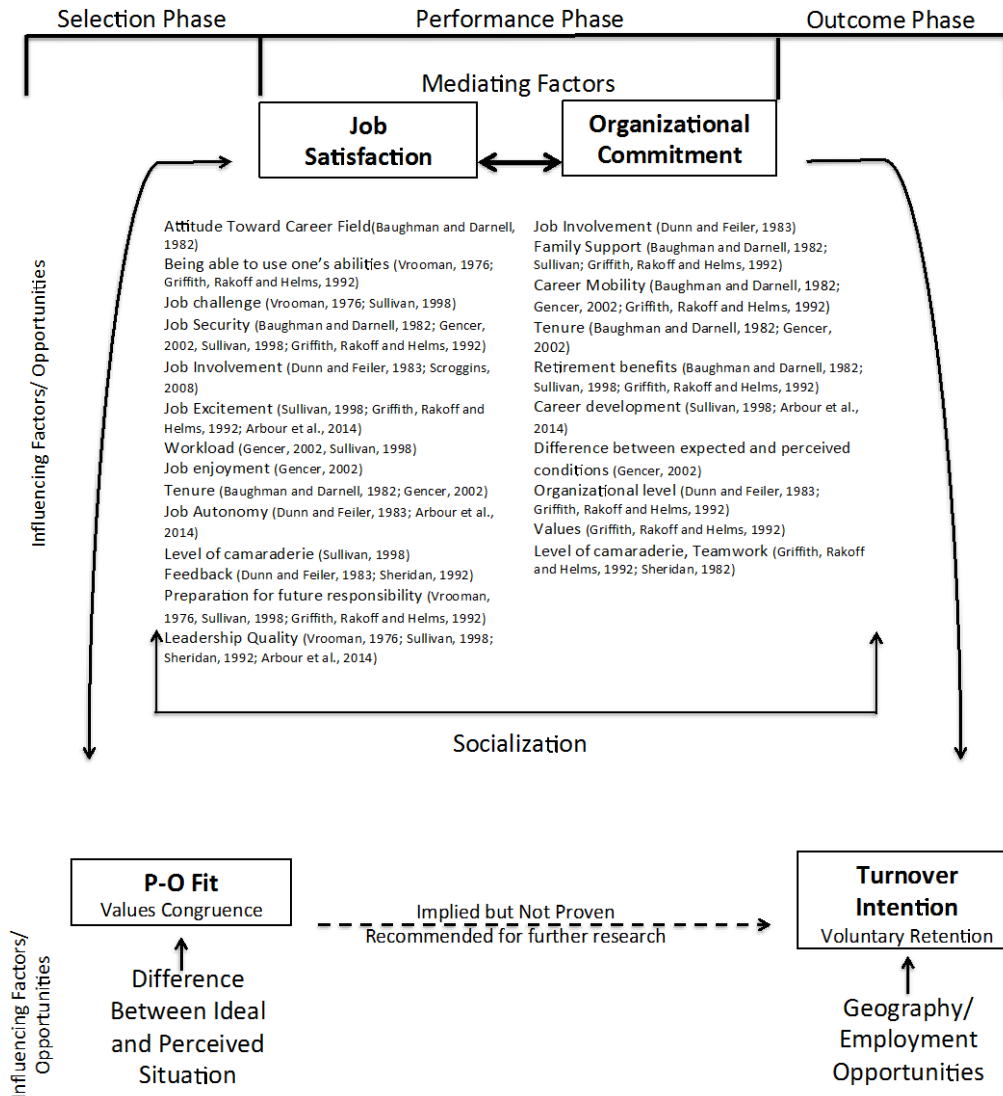 Selection Phase
Performance Phase
Outcome Phase
Mediating Factors
Job
Satisfaction
Organizational
Commitment
Influencing Factors/ Opportunities
Attitude Toward Career Field(Baughman and Darnell,
1982)
Being able to use one's abilities (Vrooman, 1976;
Griffith, Rakoff and Helms, 1992)
Job challenge (Vrooman, 1976; Sullivan, 1998)
Job Security (Baughman and Darnell, 1982; Gencer,
2002, Sullivan, 1998; Griffith, Rakoff and Helms, 1992)
Job Involvement (Dunn and Feiler, 1983; Scroggins,
2008)
Job Excitement (Sullivan, 1998; Griffith, Rakoff and
Helms, 1992; Arbour et al., 2014)
Workload (Gencer, 2002, Sullivan, 1998)
Job enjoyment (Gencer, 2002)
Tenure (Baughman and Darnell, 1982; Gencer, 2002)
Job Autonomy (Dunn and Feiler, 1983; Arbour et al.,
2014)
Level of camaraderie (Sullivan, 1998)
Feedback (Dunn and Feiler, 1983; Sheridan, 1992)
Preparation for future responsibility (Vrooman,
1976, Sullivan, 1998; Griffith, Rakoff and Helms, 1992)
Leadership Quality (Vrooman, 1976; Sullivan, 1998;
Sheridan, 1992; Arbour et al., 2014)
Job Involvement (Dunn and Feiler, 1983)
Family Support (Baughman and Darnell, 1982;
Sullivan; Griffith, Rakoff and Helms, 1992)
Career Mobility (Baughman and Darnell, 1982;
Gencer, 2002; Griffith, Rakoff and Helms, 1992)
Tenure (Baughman and Darnell, 1982; Gencer,
2002)
Retirement benefits (Baughman and Darnell, 1982;
Sullivan, 1998; Griffith, Rakoff and Helms, 1992)
Career development (Sullivan, 1998; Arbour et al.,
2014)
Difference between expected and perceived
conditions (Gencer, 2002)
Organizational level (Dunn and Feiler, 1983;
Griffith, Rakoff and Helms, 1992)
Values (Griffith, Rakoff and Helms, 1992)
Level of camaraderie, Teamwork (Griffith, Rakoff
and Helms, 1992; Sheridan, 1982)
Socialization
P-O Fit
Values Congruence
Implied but Not Proven
Recommended for further research
Turnover
Intention
Voluntary Retention
Influencing Factors/
Opportunities
Difference
Between Ideal
and Perceived
Situation
Geography/
Employment
Opportunities